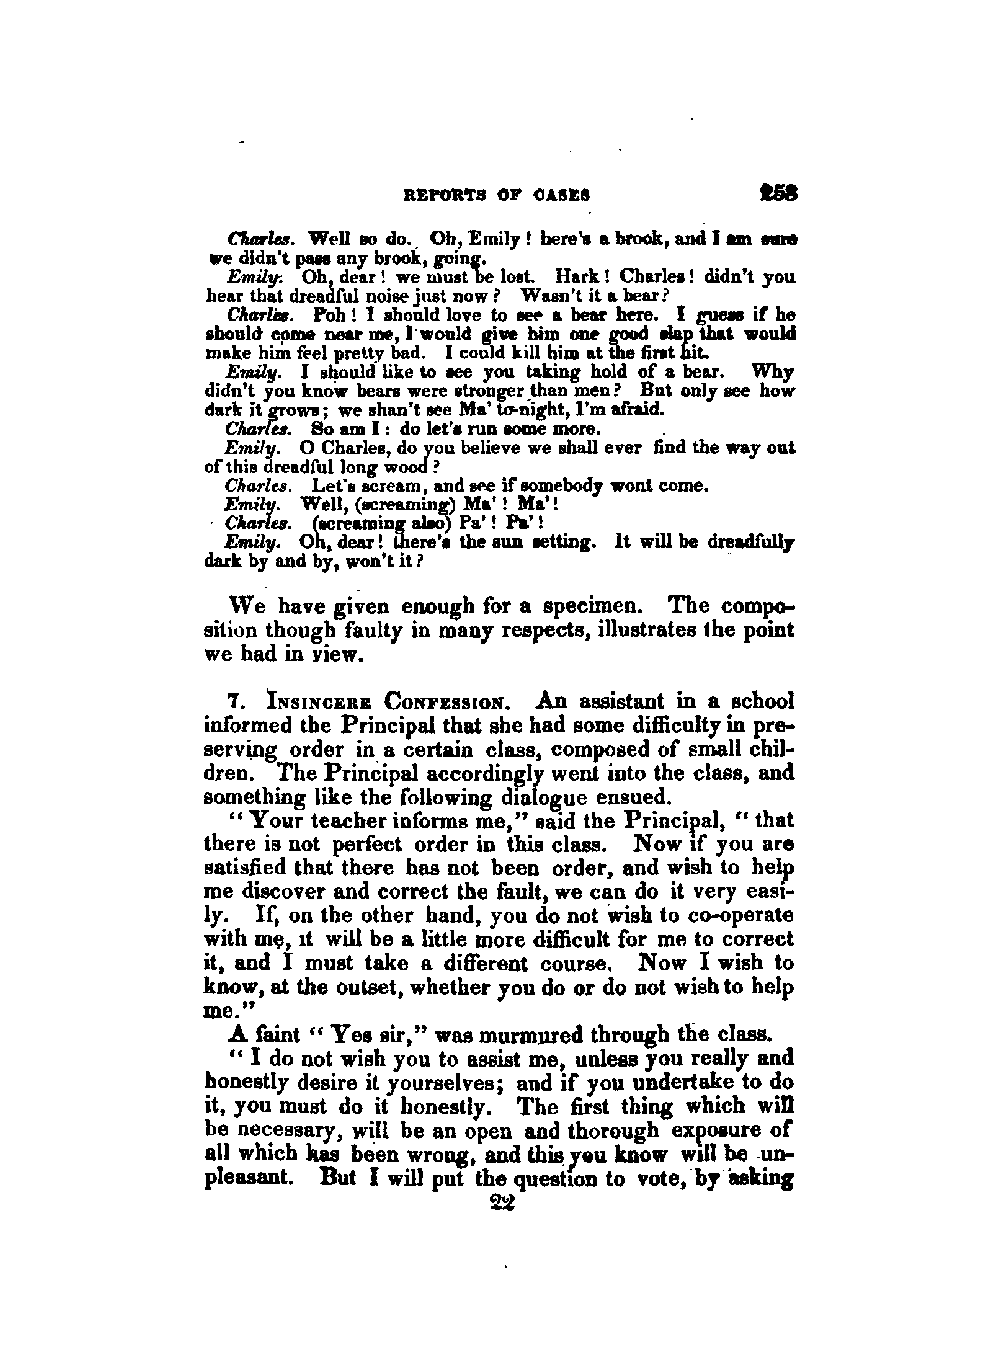 REPORTS OF CASES 253
Charles. Well so do. Oh, Emily! here's a brook, and I am sure
we didn't pass any brook, going.
Emily. Oh, dear! we must be lost. Hark! Charles! didn't you
hear that dreadful noise just now? Wasn't it a bear?
Charles. Poh! I should love to see a bear here. I guess if he
should come near me, I would give him one good slap that would
make him feel pretty bad. I could kill him at the first hit.
Emily. I should like to see you taking hold of a bear. Why
didn't you know bears were stronger than men? But only see how
dark it grows; we shan't see Ma' to-night, I'm afraid.
Charles. So am I: do let's run some more.
Emily. O Charles, do you believe we shall ever find the way out
of this dreadful long wood?
Charles. Let's scream, and see if somebody wont come.
Emily. Well, (screaming) Ma'! Ma'!
Charles. (screaming also) Pa'! Pa'!
Emily. Oh, dear! there's the sun setting. It will be dreadfully
dark by and by, won't it?
We have given enough for a specimen. The compo-
sition though faulty in many respects, illustrates the point
we had in view.
7. INSINCERE CONFESSION. An assistant in a school
informed the Principal that she had some difficulty in pre-
serving order in a certain class, composed of small chil-
dren. The Principal accordingly went into the class, and
something like the following dialogue ensued.
"Your teacher informs me," said the Principal, "that
there is not perfect order in this class. Now if you are
satisfied that there has not been order, and wish to help
me discover and correct the fault, we can do it very easi-
ly. If, on the other hand, you do not wish to co-operate
with me, it will be a little more difficult for me to correct
it, and I must take a different course. Now I wish to
know, at the outset, whether you do or do not wish to help
me."
A faint "Yes sir," was murmured through the class.
"I do not wish you to assist me, unless you really and
honestly desire it yourselves; and if you undertake to do
it, you must do it honestly. The first thing which will
be necessary, will be an open and thorough exposure of
all which has been wrong, and this you know will be un-
pleasant. But I will put the question to vote, by asking
22